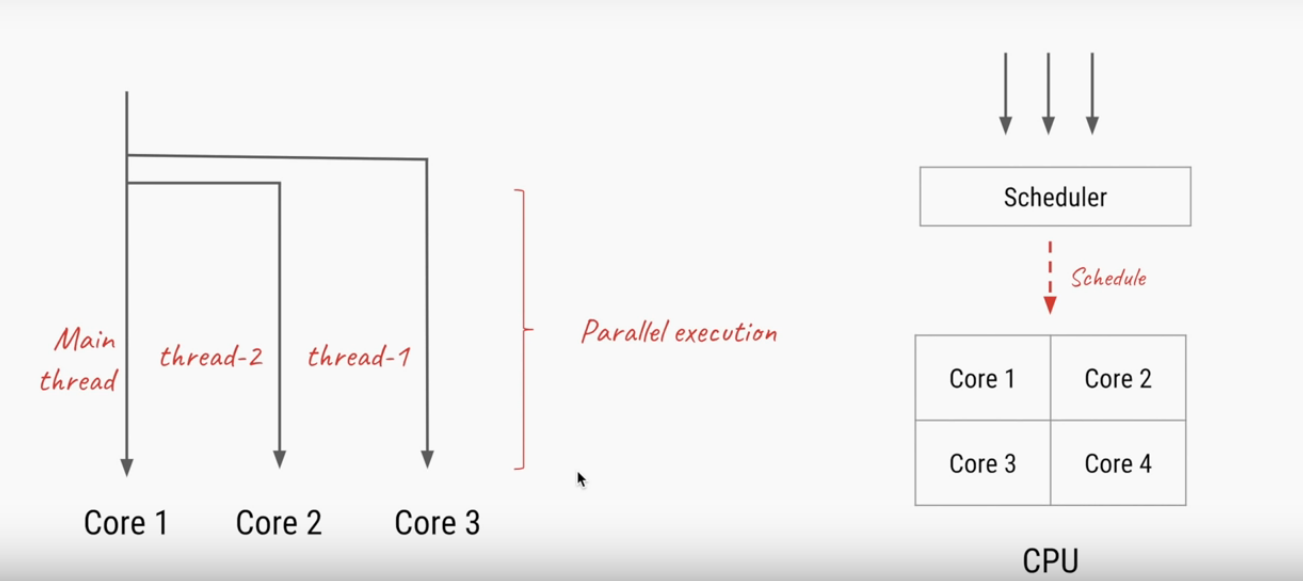 Main
thread
thread-2
thread-1
Parallel execution
Core 1
Core 2
Core 3
Scheduler
Schedule
Core 1
Core 2
Core 3
Core 4
CPU